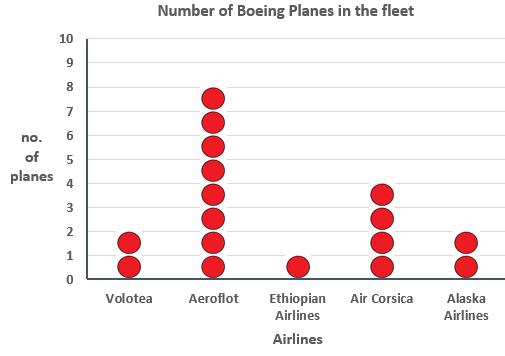 Number of Boeing Planes in the fleet
10
9
8
7
6
5
4
3
2
1
0
no.
of
planes
Volotea
Aeroflot
Ethiopian
Airlines
Air Corsica
Alaska
Airlines
Airlines